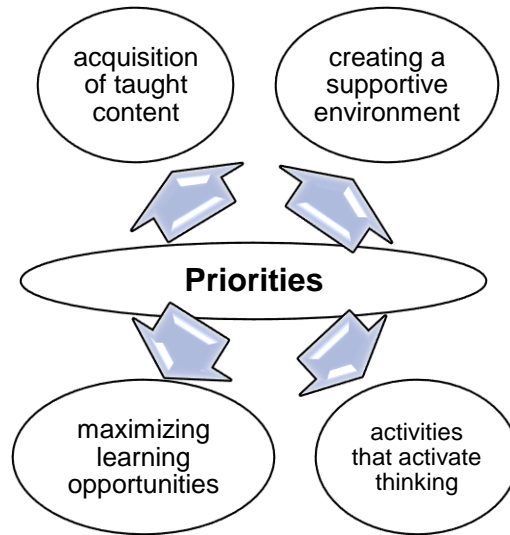 acquisition
of taught
content
creating a
supportive
environment
Priorities
maximizing
learning
opportunities
activities
that activate
thinking